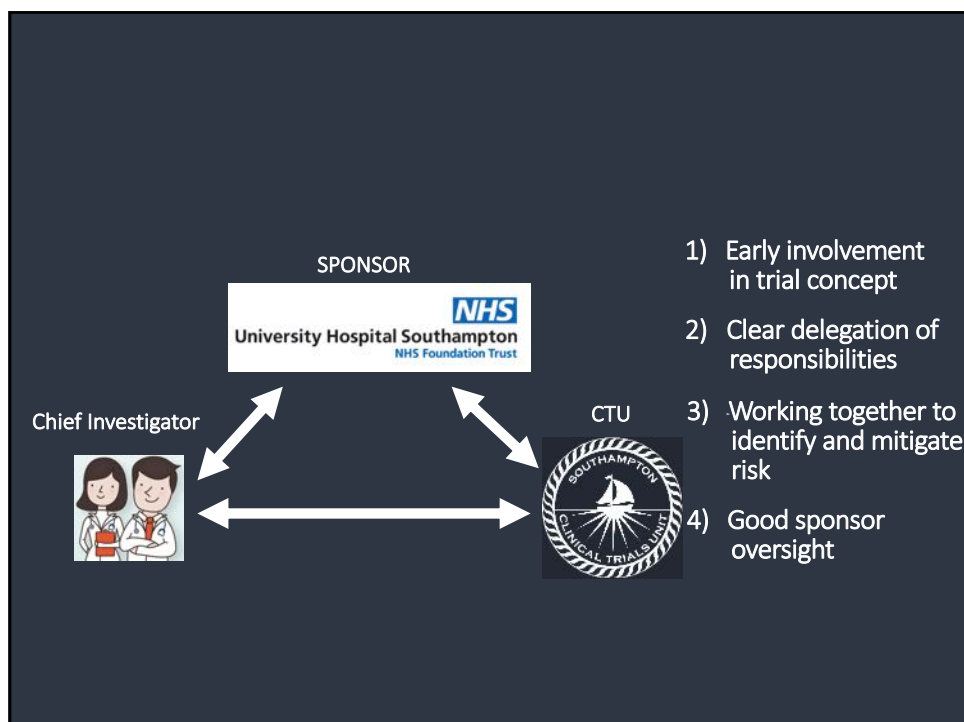 SPONSOR
NHS
University Hospital Southampton
NHS Foundation Trust
Chief Investigator
CTU
SOUTHAMPTON
CLINICAL TRIALS UNIT
1) Early involvement
in trial concept
2) Clear delegation of
responsibilities
3) Working together to
identify and mitigate
risk
4) Good sponsor
oversight